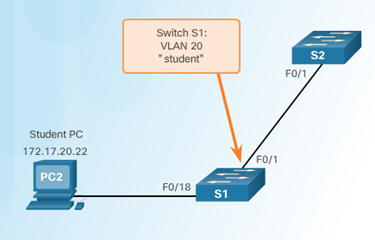 Switch S1:
VLAN 20
"student"
S2
F0/1
Student PC
172.17.20.22
F0/1
PC2
F0/18
S1